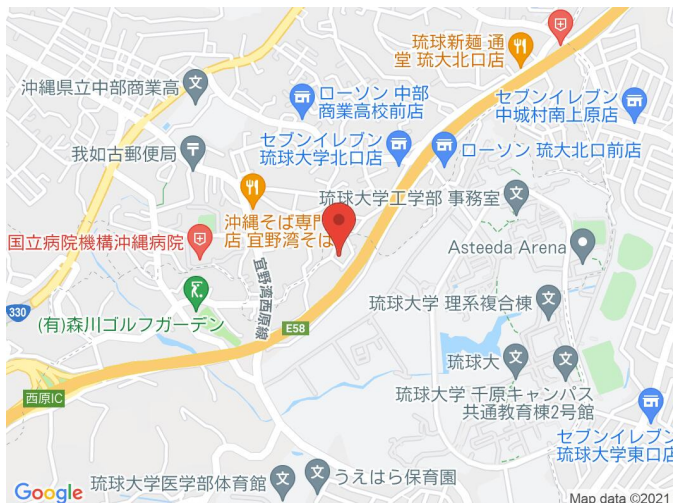 琉球新麺 通
堂 琉大北口店
沖縄県立中部商業高
ローソン 中部
商業高校前店
セブンイレブン
中城村南上原店
セブンイレブン
琉球大学北口店
ローソン 琉大北口前店
我如古郵便局
琉球大学工学部 事務室
沖縄そば専門
店 宜野湾そば
国立病院機構沖縄病院
Asteeda Arena
宜野湾西原線
琉球大学 理系複合棟
330
(有)森川ゴルフガーデン
E58
琉球大
琉球大学 千原キャンパス
共通教育棟2号館
西原IC
セブンイレブン
琉球大学東口店
琉球大学医学部体育館
うえはら保育園
Google
Map data ©2021